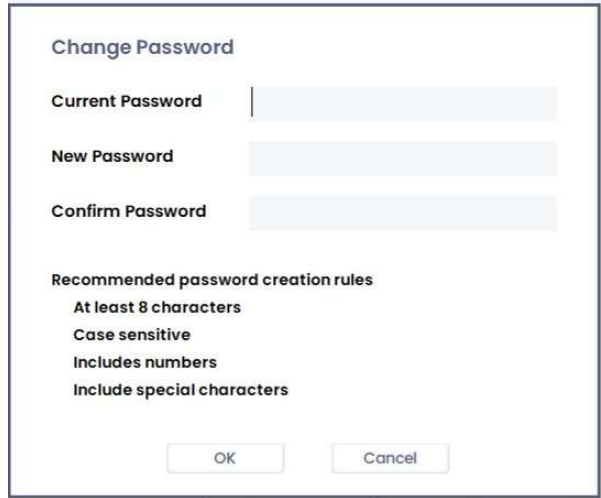 Change Password
Current Password
New Password
Confirm Password
Recommended password creation rules
At least 8 characters
Case sensitive
Includes numbers
Include special characters
OK Cancel